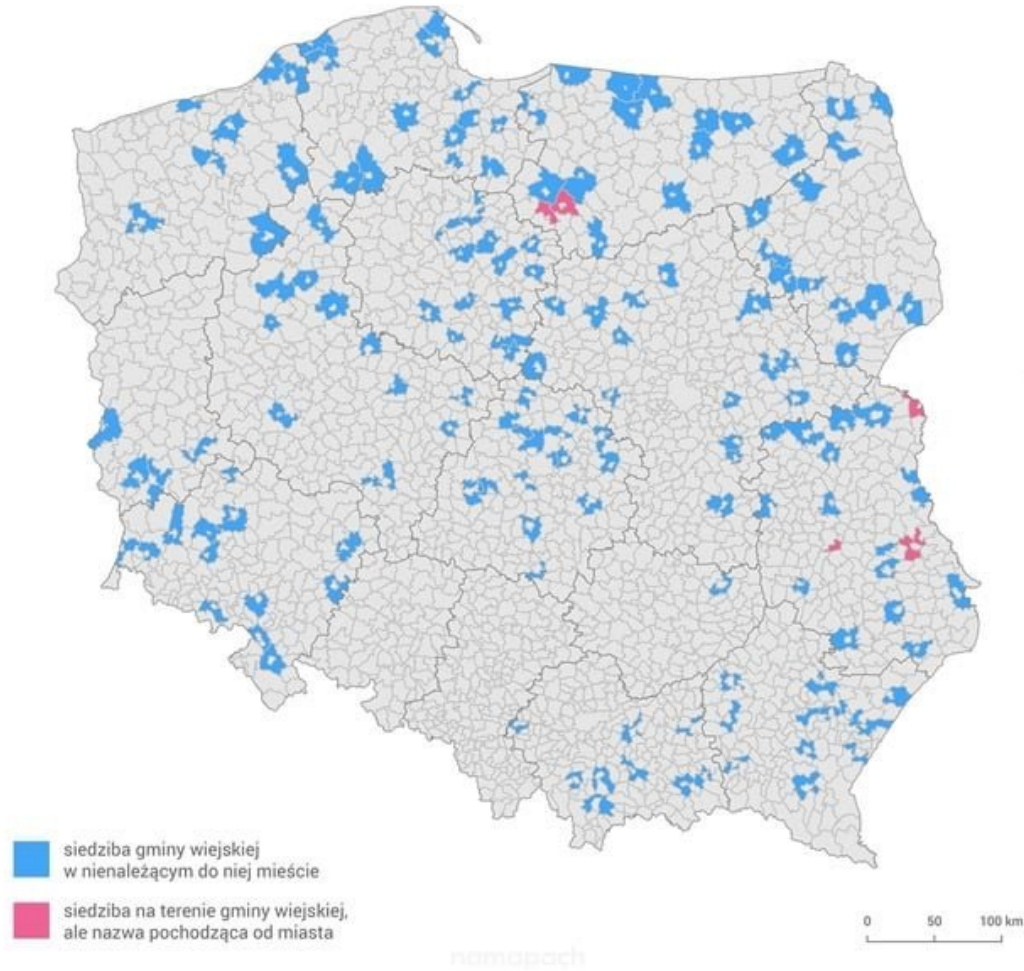 siedziba gminy wiejskiej
w nienależącym do niej mieście
siedziba na terenie gminy wiejskiej,
ale nazwa pochodząca od miasta
0 50 100 km
namapach